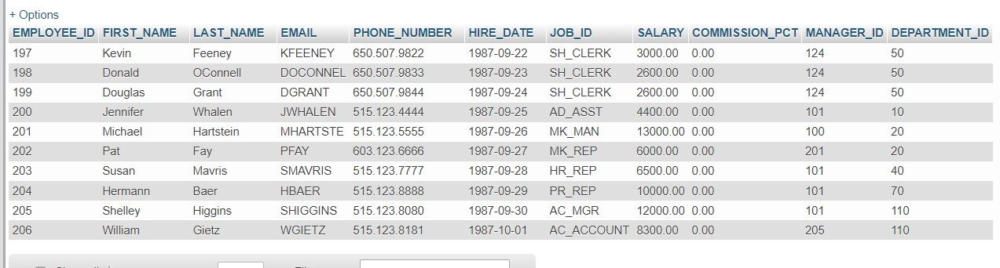 + Options
EMPLOYEE_ID FIRST_NAME LAST_NAME EMAIL PHONE_NUMBER HIRE_DATE JOB_ID SALARY COMMISSION_PCT MANAGER_ID DEPARTMENT_ID
197 Kevin Feeney KFEENEY 650.507.9822 1987-09-22 SH_CLERK 3000.00 0.00 124 50
198 Donald OConnell DOCONNEL 650.507.9833 1987-09-23 SH_CLERK 2600.00 0.00 124 50
199 Douglas Grant DGRANT 650.507.9844 1987-09-24 SH_CLERK 2600.00 0.00 124 50
200 Jennifer Whalen JWHALEN 515.123.4444 1987-09-25 AD_ASST 4400.00 0.00 101 10
201 Michael Hartstein MHARTSTE 515.123.5555 1987-09-26 MK_MAN 13000.00 0.00 100 20
202 Pat Fay PFAY 603.123.6666 1987-09-27 MK_REP 6000.00 0.00 201 20
203 Susan Mavris SMAVRIS 515.123.7777 1987-09-28 HR_REP 6500.00 0.00 101 40
204 Hermann Baer HBAER 515.123.8888 1987-09-29 PR_REP 10000.00 0.00 101 70
205 Shelley Higgins SHIGGINS 515.123.8080 1987-09-30 AC_MGR 12000.00 0.00 101 110
206 William Gietz WGIETZ 515.123.8181 1987-10-01 AC_ACCOUNT 8300.00 0.00 205 110